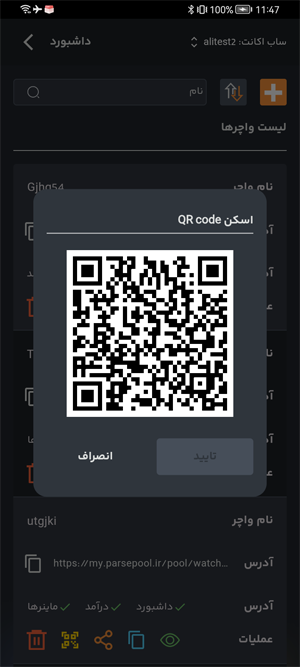 100% 11:47
داشبورد
ساب اکانت: alitest2
نام
لیست واچرها
نام واچر
Gjhg54
اسکن QR code
تایید
انصراف
نام واچر
utgjki
آدرس
https://my.parsepool.ir/pool/watch...
آدرس
داشبورد
درآمد
ماینرها
عملیات